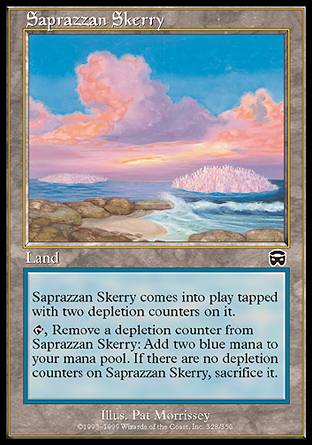 Saprazzan Skerry
Land
Saprazzan Skerry comes into play tapped
with two depletion counters on it.
, Remove a depletion counter from
Saprazzan Skerry: Add two blue mana to
your mana pool. If there are no depletion
counters on Saprazzan Skerry, sacrifice it.
Illus. Pat Morrissey
©1993–1999 Wizards of the Coast, Inc. 328/350